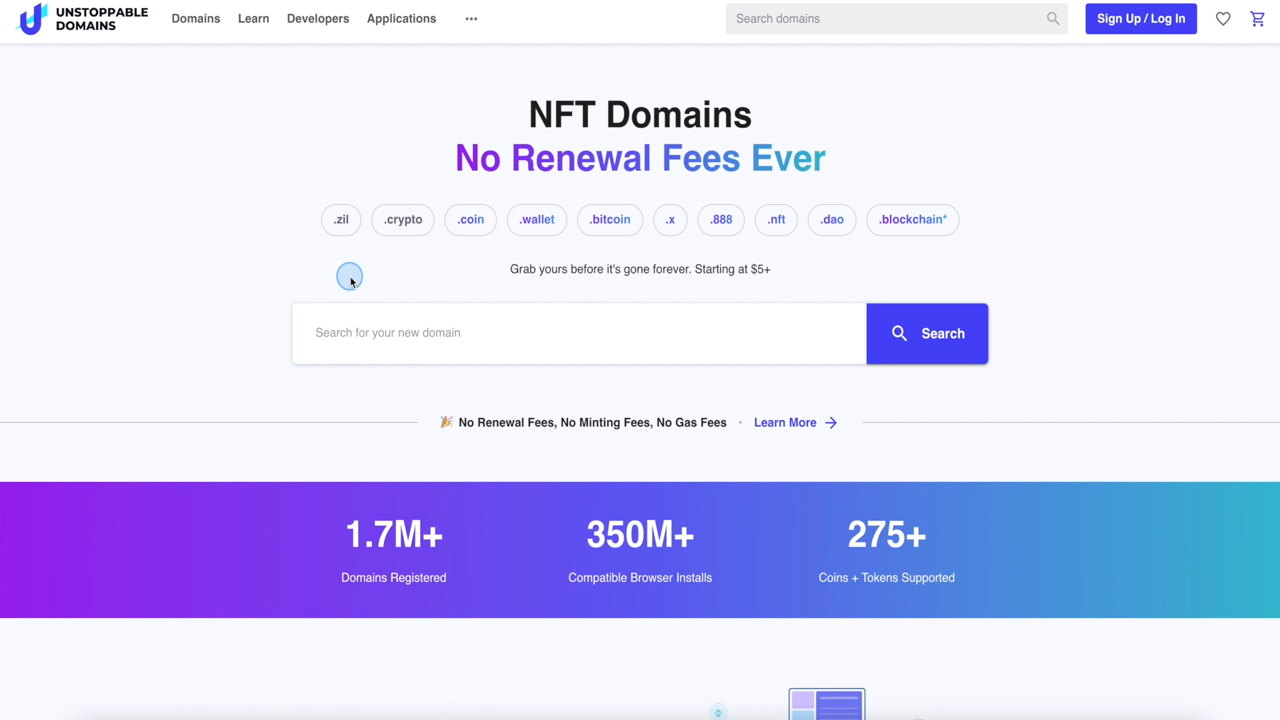 UNSTOPPABLE
DOMAINS
Domains Learn Developers Applications ···
Search domains
Sign Up / Log In
NFT Domains
No Renewal Fees Ever
.zil .crypto .coin .wallet .bitcoin .x .888 .nft .dao .blockchain*
Grab yours before it's gone forever. Starting at $5+
Search for your new domain
Search
No Renewal Fees, No Minting Fees, No Gas Fees · Learn More →
1.7M+ 350M+ 275+
Domains Registered Compatible Browser Installs Coins + Tokens Supported